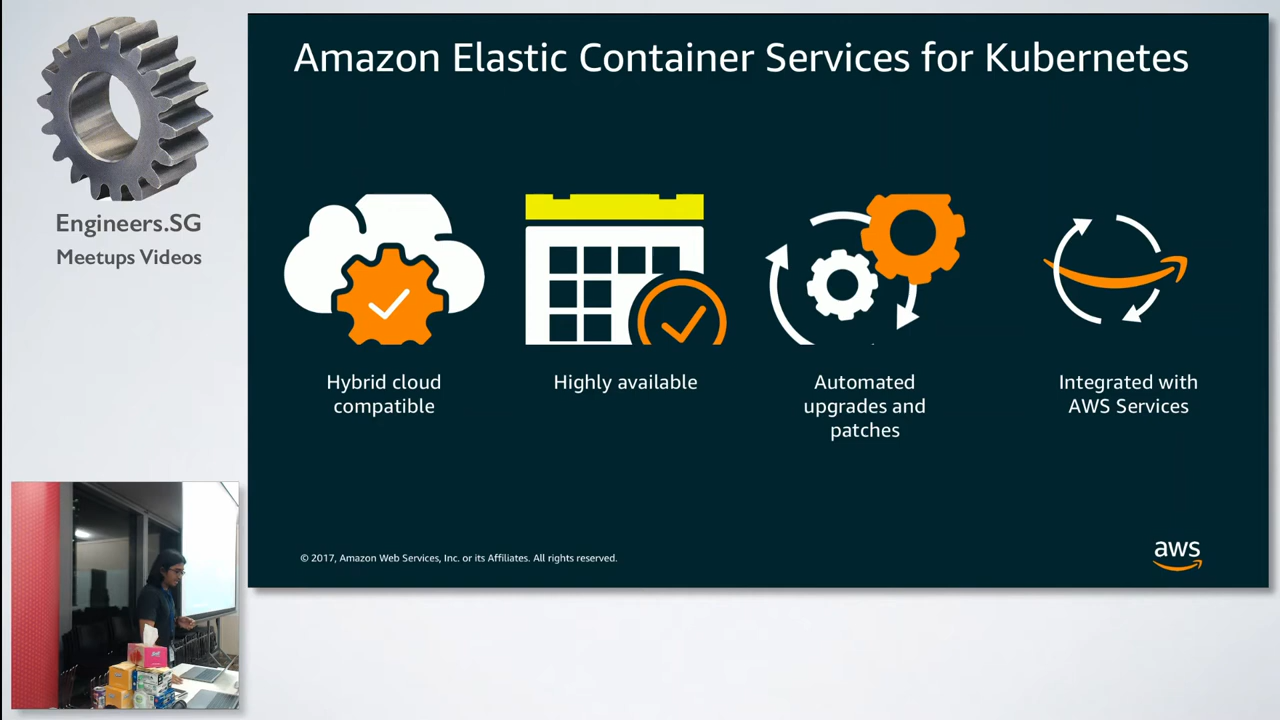 Amazon Elastic Container Services for Kubernetes
Engineers.SG
Meetups Videos
Hybrid cloud
compatible
Highly available
Automated
upgrades and
patches
Integrated with
AWS Services
© 2017, Amazon Web Services, Inc. or its Affiliates. All rights reserved.
aws